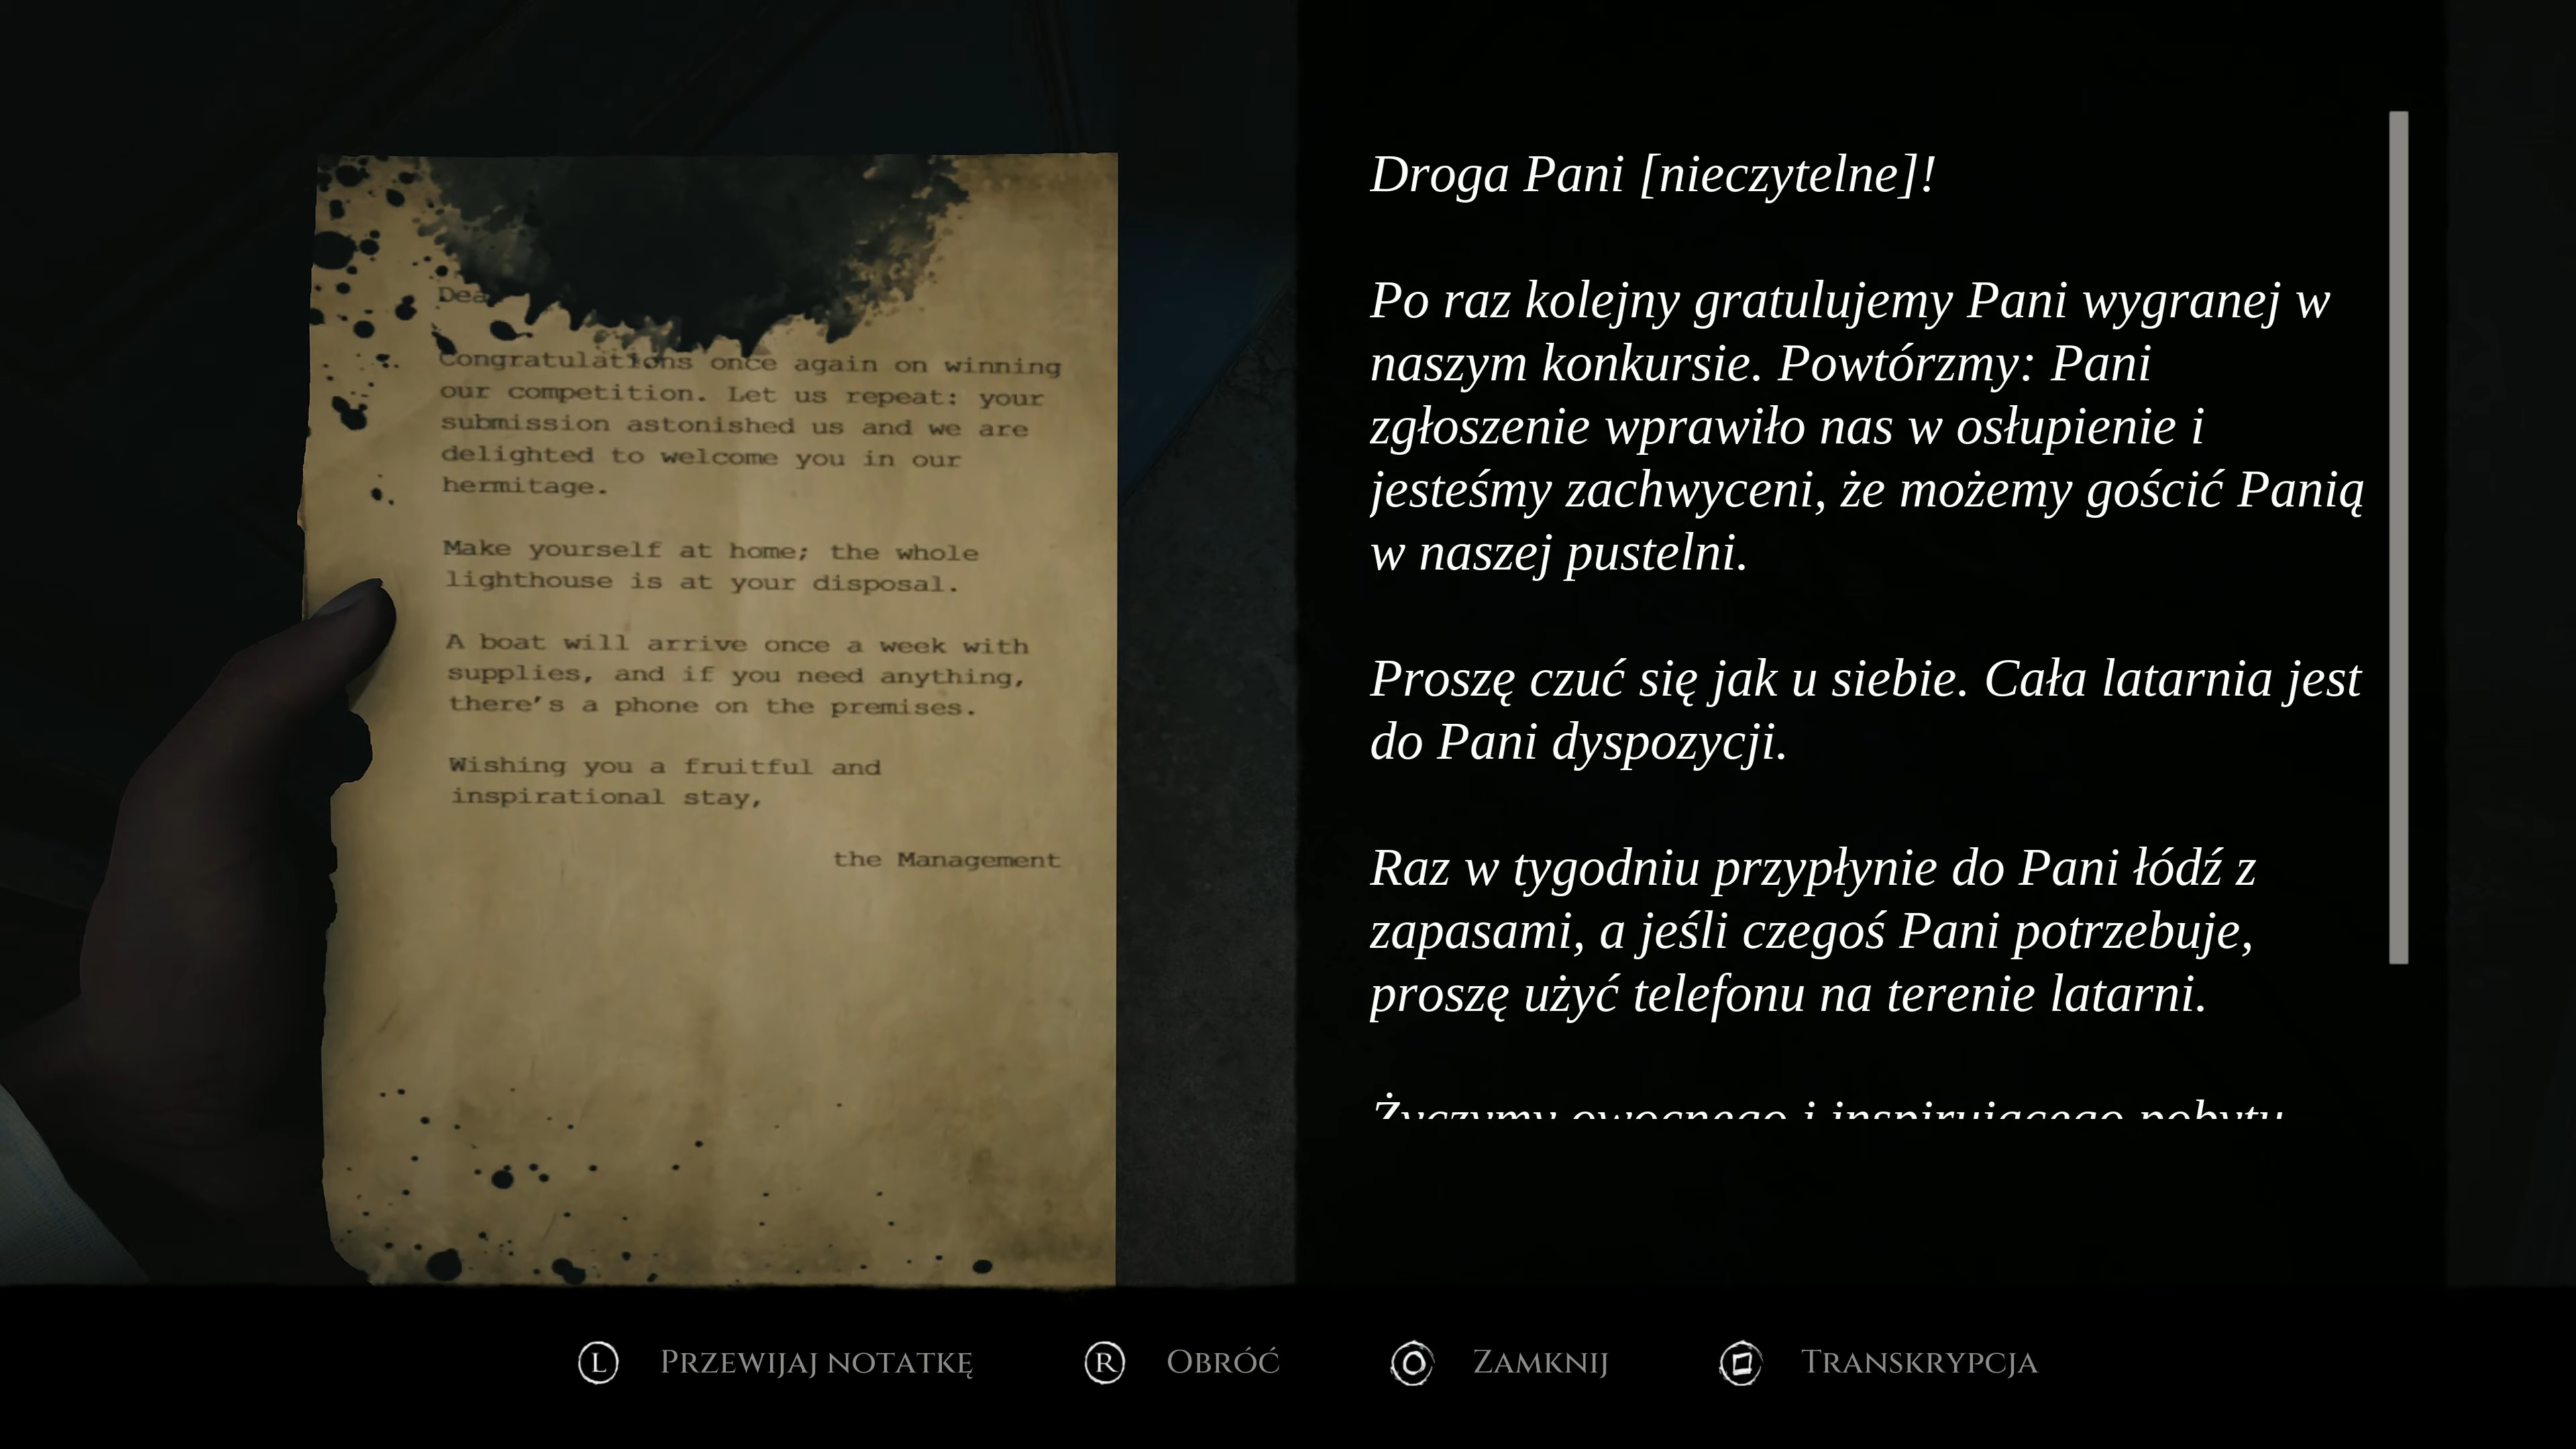 Dea
Congratulations once again on winning
our competition. Let us repeat: your
submission astonished us and we are
delighted to welcome you in our
hermitage.
Make yourself at home; the whole
lighthouse is at your disposal.
A boat will arrive once a week with
supplies, and if you need anything,
there's a phone on the premises.
Wishing you a fruitful and
inspirational stay,
the Management
Droga Pani [nieczytelne]!
Po raz kolejny gratulujemy Pani wygranej w
naszym konkursie. Powtórzmy: Pani
zgłoszenie wprawiło nas w osłupienie i
jesteśmy zachwyceni, że możemy gościć Panią
w naszej pustelni.
Proszę czuć się jak u siebie. Cała latarnia jest
do Pani dyspozycji.
Raz w tygodniu przypłynie do Pani łódź z
zapasami, a jeśli czegoś Pani potrzebuje,
proszę użyć telefonu na terenie latarni.
Życzymy owocnego i inspirującego pobytu
L Przewijaj notatkę R Obróć Zamknij Transkrypcja